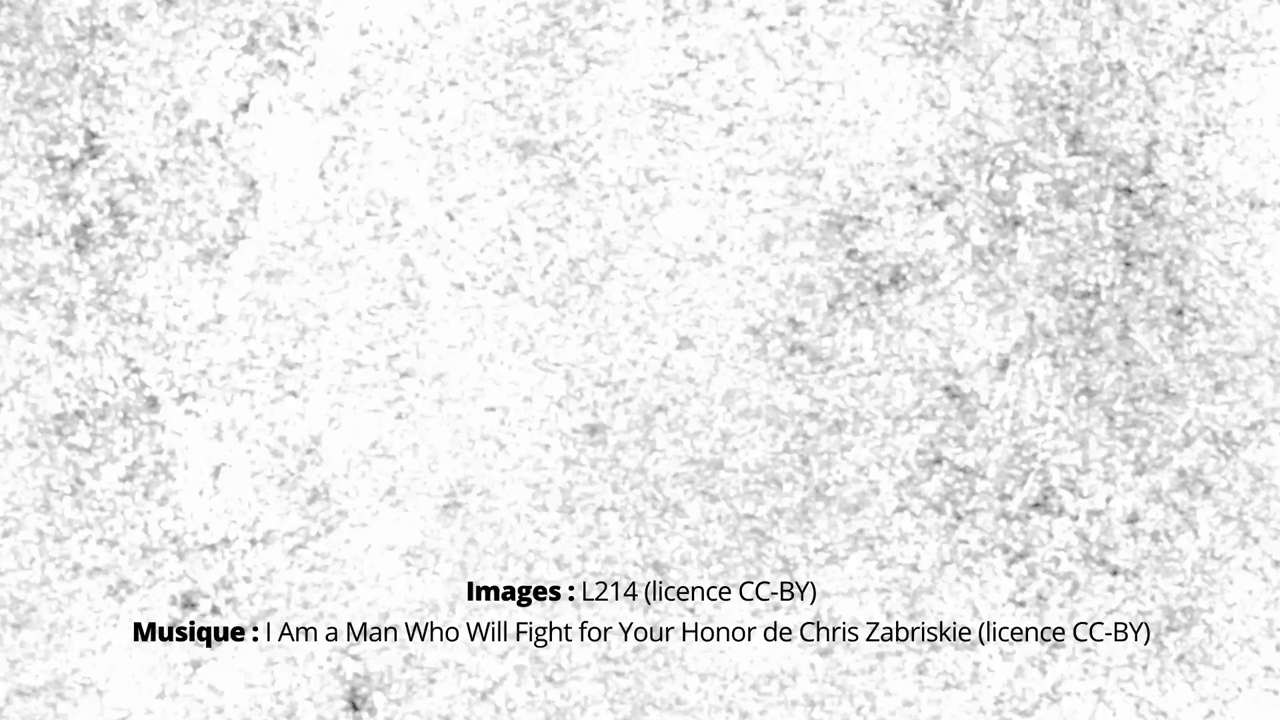 Images : L214 (licence CC-BY)
Musique : I Am a Man Who Will Fight for Your Honor de Chris Zabriskie (licence CC-BY)